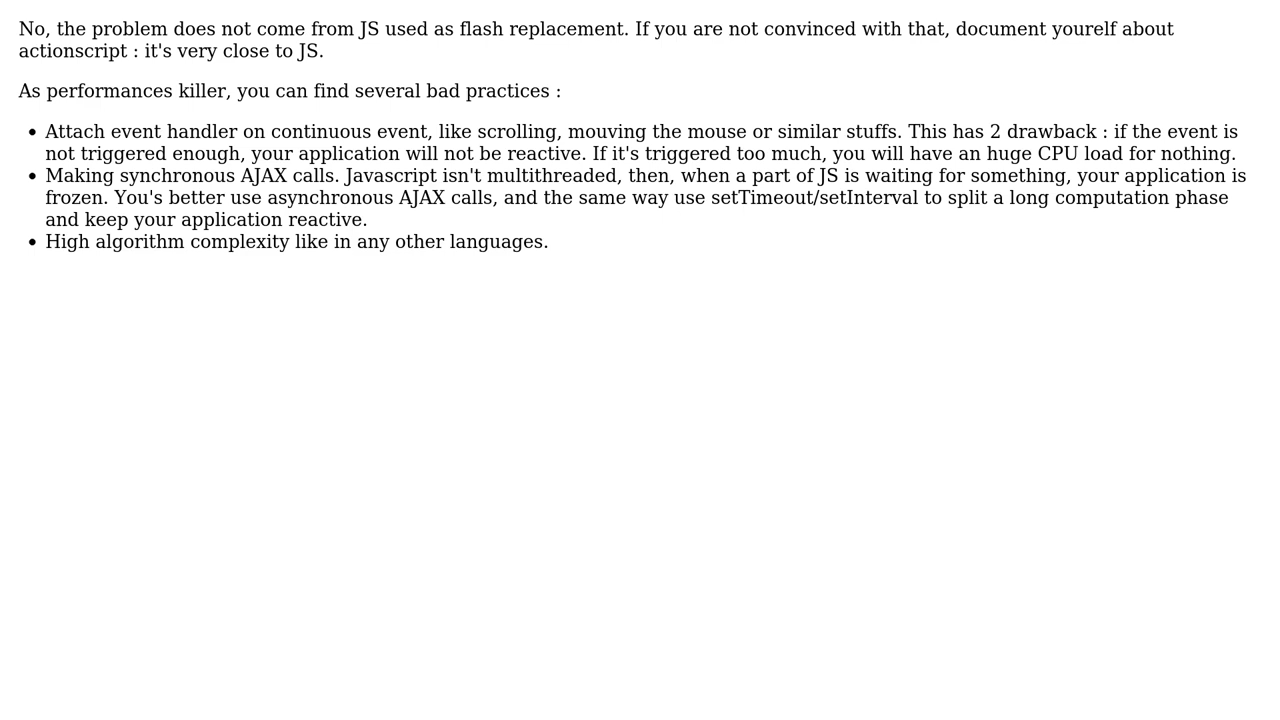 No, the problem does not come from JS used as flash replacement. If you are not convinced with that, document yourelf about
actionscript : it's very close to JS.
As performances killer, you can find several bad practices :
• Attach event handler on continuous event, like scrolling, mouving the mouse or similar stuffs. This has 2 drawback : if the event is
not triggered enough, your application will not be reactive. If it's triggered too much, you will have an huge CPU load for nothing.
• Making synchronous AJAX calls. Javascript isn't multithreaded, then, when a part of JS is waiting for something, your application is
frozen. You's better use asynchronous AJAX calls, and the same way use setTimeout/setInterval to split a long computation phase
and keep your application reactive.
• High algorithm complexity like in any other languages.